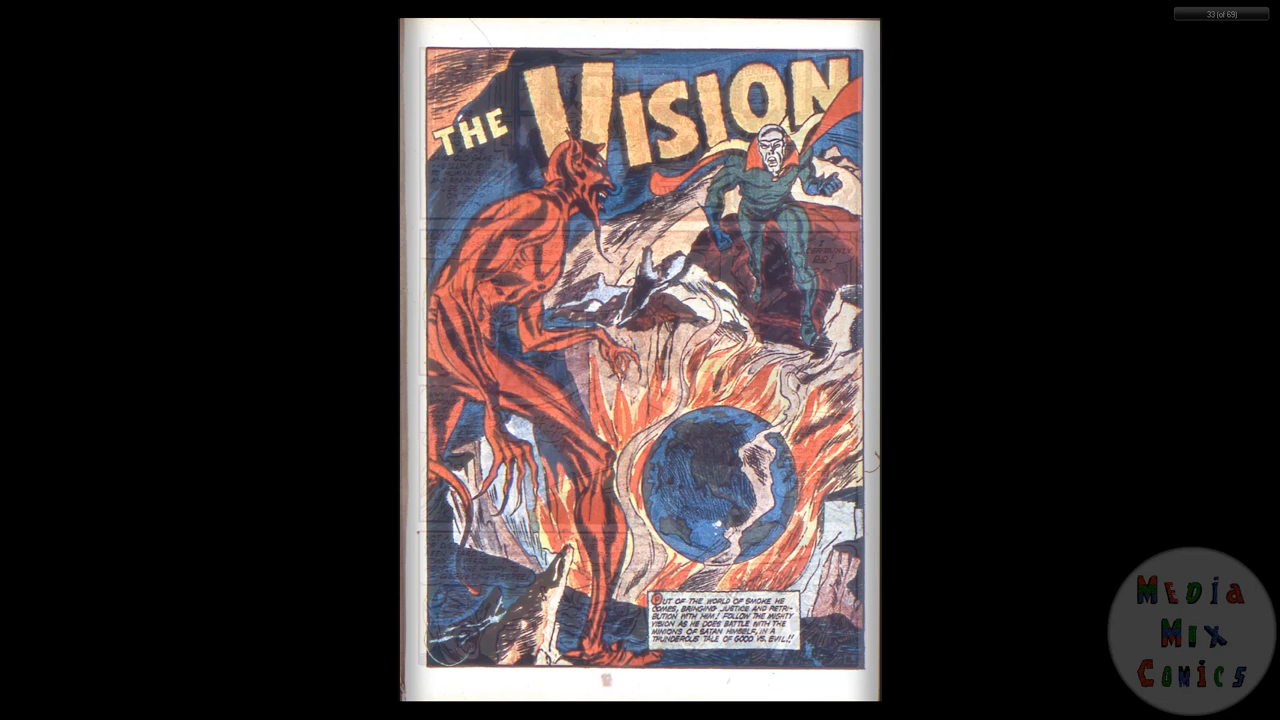 33 (of 69)
THE VISION
I
CERTAINLY
DO!
OUT OF THE WORLD OF SMOKE HE
COMES, BRINGING JUSTICE AND RETRI-
BUTION WITH HIM! FOLLOW THE MIGHTY
VISION AS HE DOES BATTLE WITH THE
MINIONS OF SATAN HIMSELF, IN A
THUNDEROUS TALE OF GOOD VS. EVIL!!
MEDiA
MiX
COMiCS